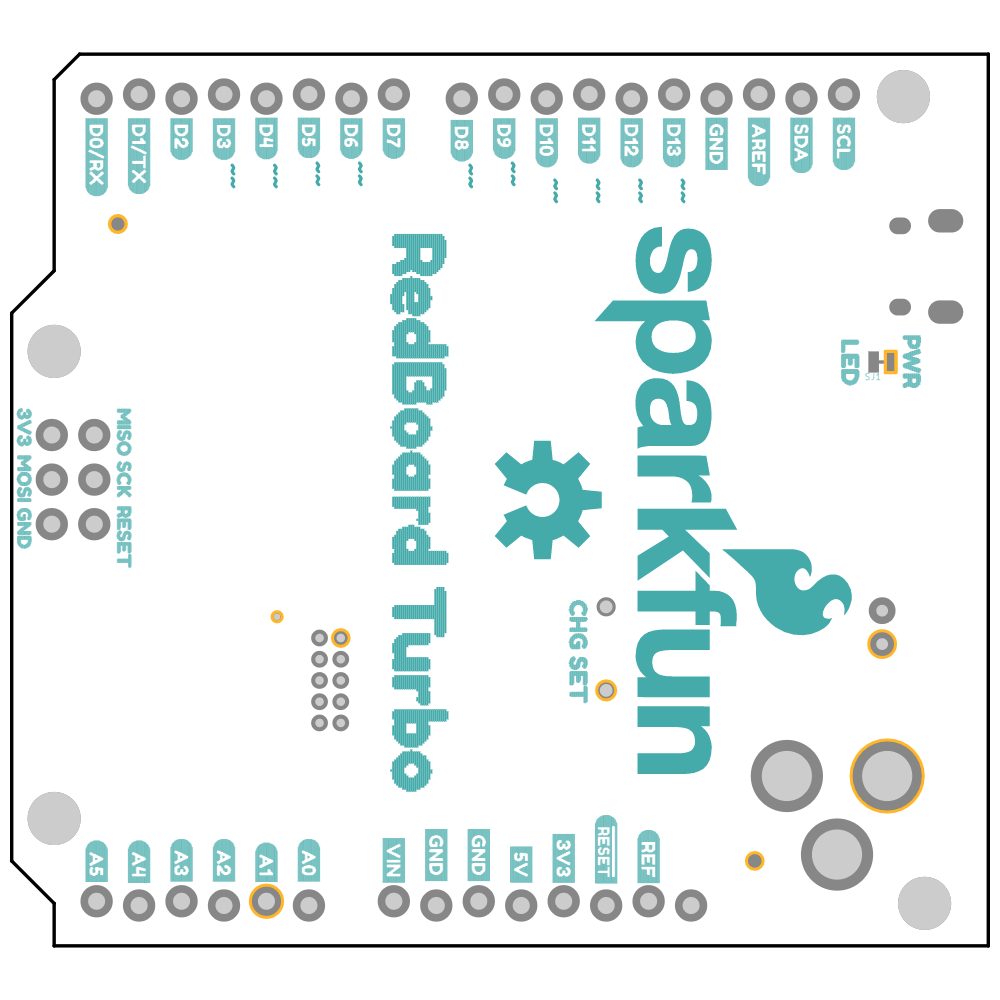 D0/RX
D1/TX
D2
D3
D4
D5
D6
D7
D8
D9
D10
D11
D12
D13
GND
AREF
SDA
SCL
RedBoard Turbo
sparkfun
PWR
LED
SJ1
3V3 MOSI GND
MISO SCK RESET
CHG SET
A5
A4
A3
A2
A1
A0
VIN
GND
GND
5V
3V3
RESET
REF